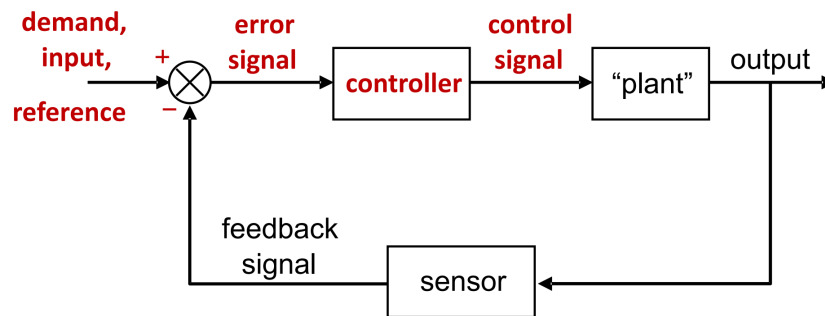 demand,
input,
reference
+
−
error
signal
controller
control
signal
“plant”
output
feedback
signal
sensor